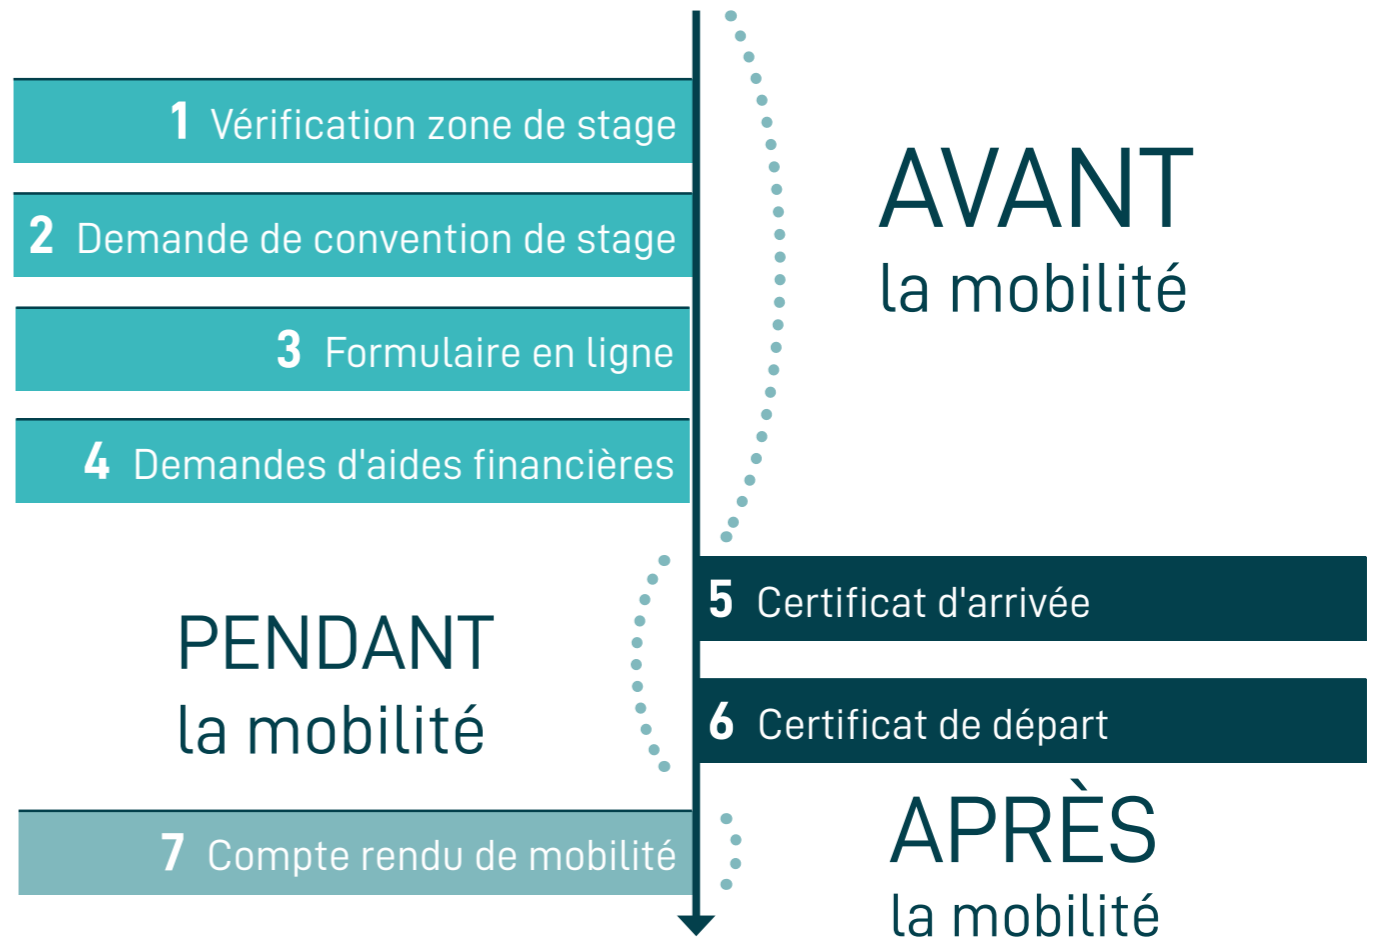 1 Vérification zone de stage
2 Demande de convention de stage
3 Formulaire en ligne
4 Demandes d'aides financières
AVANT
la mobilité
PENDANT
la mobilité
5 Certificat d'arrivée
6 Certificat de départ
7 Compte rendu de mobilité
APRÈS
la mobilité